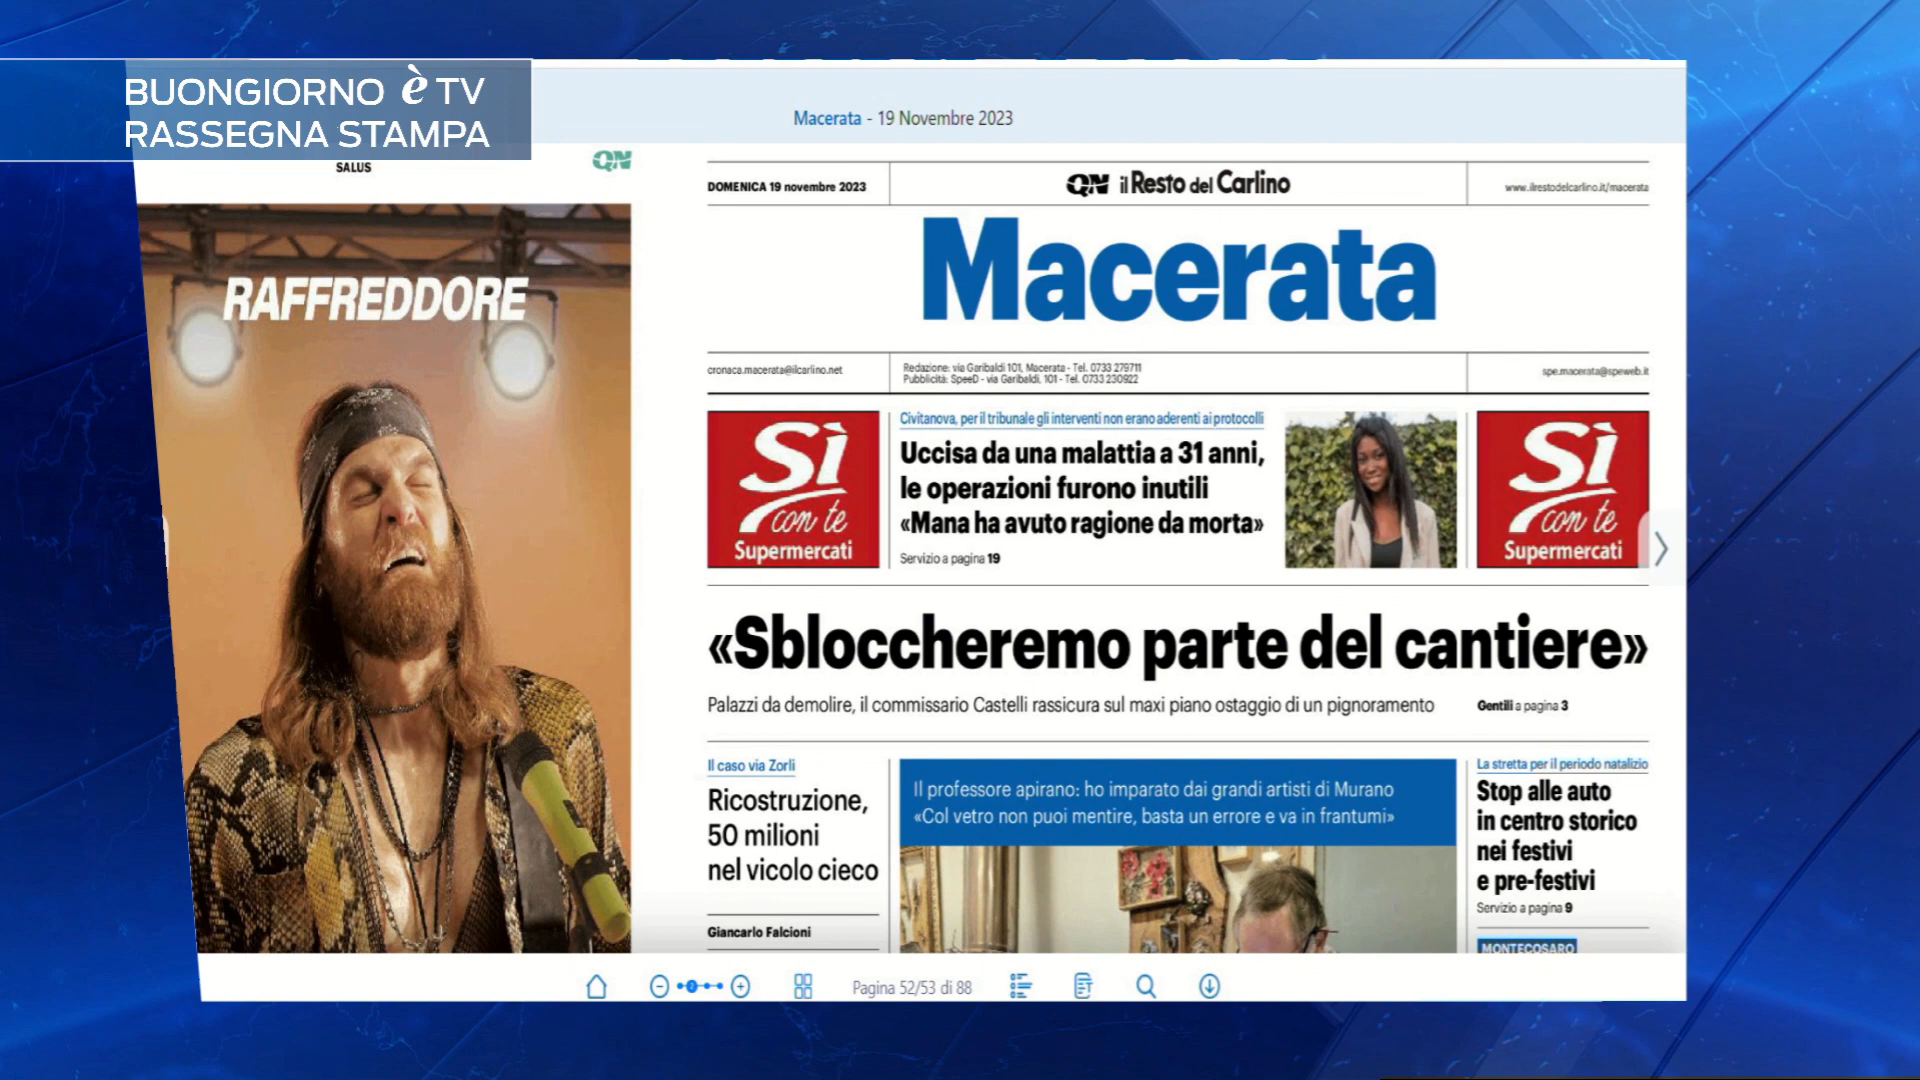 BUONGIORNO è TV
RASSEGNA STAMPA
Macerata - 19 Novembre 2023
SALUS
QN
RAFFREDDORE
DOMENICA 19 novembre 2023
QN il Resto del Carlino
www.ilrestodelcarlino.it/macerata
Macerata
cronaca.macerata@ilcarlino.net
Redazione: via Garibaldi 101, Macerata - Tel. 0733 279711
Pubblicità: SpeeD - via Garibaldi, 101 - Tel. 0733 230922
spe.macerata@speweb.it
Sì
con te
Supermercati
Civitanova, per il tribunale gli interventi non erano aderenti ai protocolli
Uccisa da una malattia a 31 anni,
le operazioni furono inutili
«Mana ha avuto ragione da morta»
Servizio a pagina 19
Sì
con te
Supermercati
«Sbloccheremo parte del cantiere»
Palazzi da demolire, il commissario Castelli rassicura sul maxi piano ostaggio di un pignoramento
Gentili a pagina 3
Il caso via Zorli
Ricostruzione,
50 milioni
nel vicolo cieco
Giancarlo Falcioni
Il professore apirano: ho imparato dai grandi artisti di Murano
«Col vetro non puoi mentire, basta un errore e va in frantumi»
La stretta per il periodo natalizio
Stop alle auto
in centro storico
nei festivi
e pre-festivi
Servizio a pagina 9
MONTECOSARO
Pagina 52/53 di 88